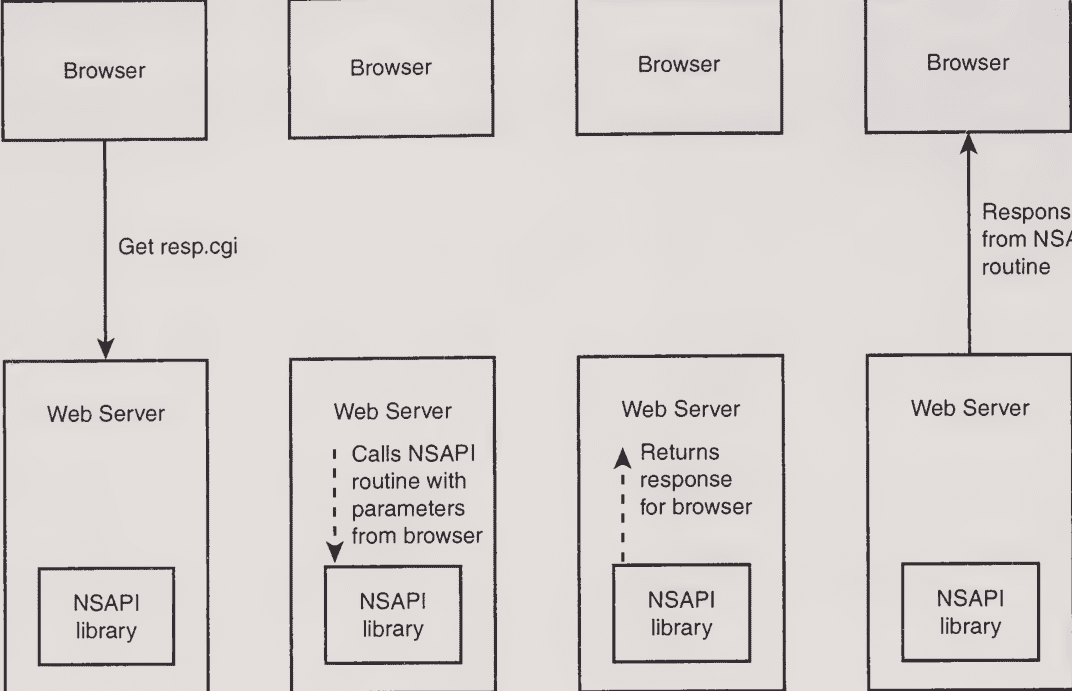 Browser
Browser
Browser
Browser
Get resp.cgi
Respons
from NSA
routine
Web Server
Web Server
Web Server
Web Server
Calls NSAPI
routine with
parameters
from browser
Returns
response
for browser
NSAPI
library
NSAPI
library
NSAPI
library
NSAPI
library